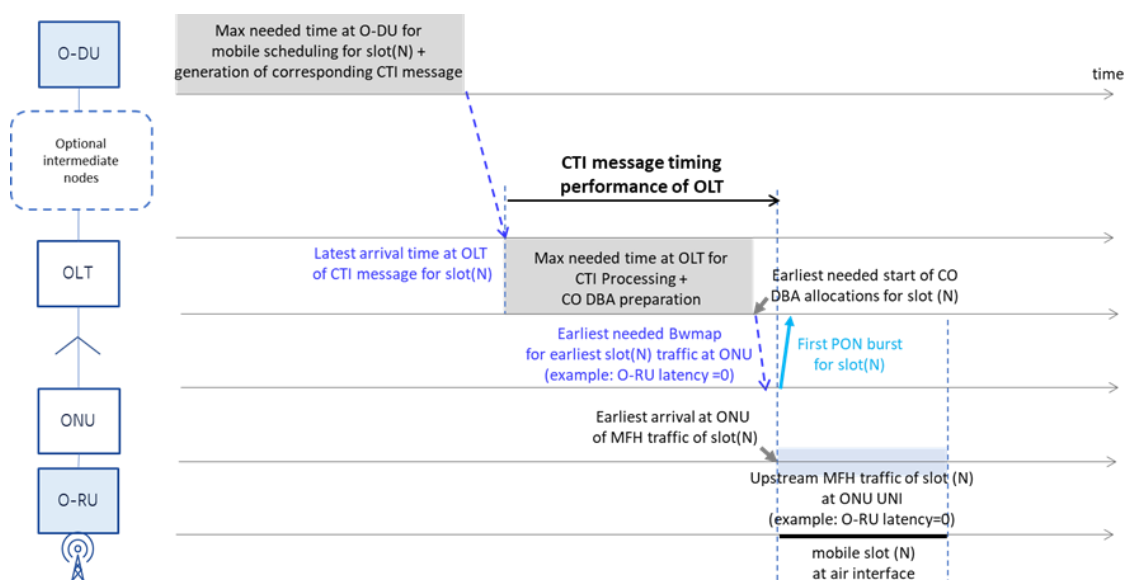 O-DU
Max needed time at O-DU for
mobile scheduling for slot(N) +
generation of corresponding CTI message
time
Optional
intermediate
nodes
CTI message timing
performance of OLT
OLT
Latest arrival time at OLT
of CTI message for slot(N)
Max needed time at OLT for
CTI Processing +
CO DBA preparation
Earliest needed start of CO
DBA allocations for slot (N)
Earliest needed Bwmap
for earliest slot(N) traffic at ONU
(example: O-RU latency =0)
First PON burst
for slot(N)
ONU
Earliest arrival at ONU
of MFH traffic of slot(N)
O-RU
Upstream MFH traffic of slot (N)
at ONU UNI
(example: O-RU latency=0)
mobile slot (N)
at air interface